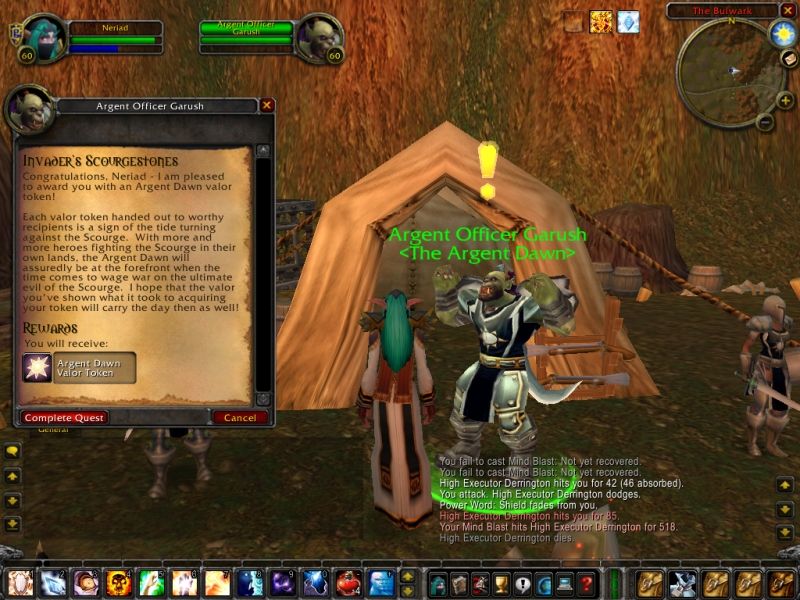 Neriad
60
Argent Officer
Garush
60
The Bulwark
N
Argent Officer Garush
Invader's Scourgestones
Congratulations, Neriad - I am pleased
to award you with an Argent Dawn valor
token!
Each valor token handed out to worthy
recipients is a sign of the tide turning
against the Scourge. With more and
more heroes fighting the Scourge in their
own lands, the Argent Dawn will
assuredly be at the forefront when the
time comes to wage war on the ultimate
evil of the Scourge. I hope that the valor
you've shown what it took to acquiring
your token will carry the day then as well!
Rewards
You will receive:
Argent Dawn
Valor Token
Complete Quest
Cancel
General
Argent Officer Garush
<The Argent Dawn>
You fail to cast Mind Blast: Not yet recovered.
You fail to cast Mind Blast: Not yet recovered.
High Executor Derrington hits you for 42 (46 absorbed).
You attack. High Executor Derrington dodges.
Power Word: Shield fades from you.
High Executor Derrington hits you for 85.
Your Mind Blast hits High Executor Derrington for 518.
High Executor Derrington dies.